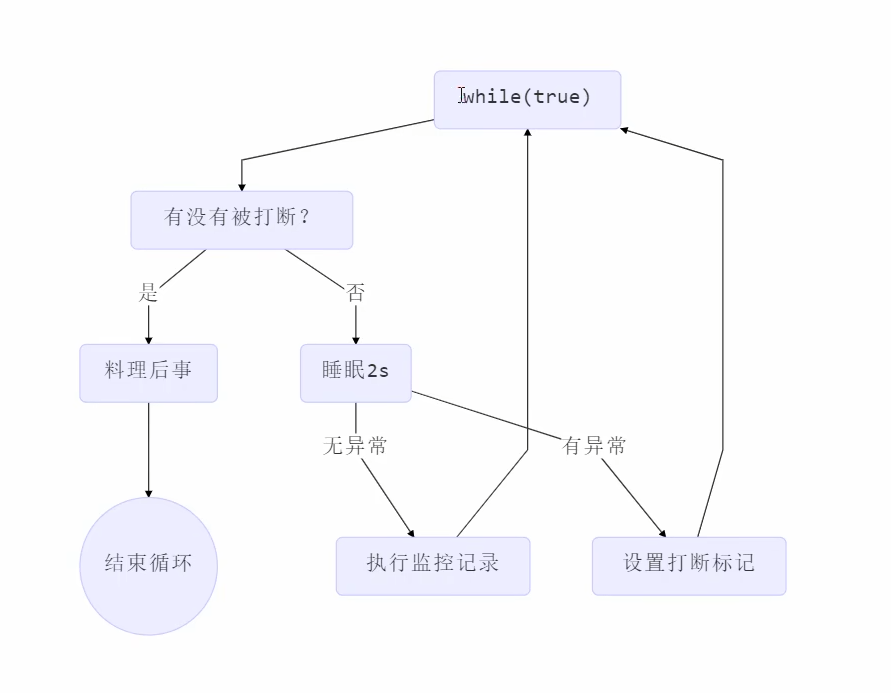 while(true)
有没有被打断?
是
否
料理后事
睡眠2s
无异常
有异常
结束循环
执行监控记录
设置打断标记